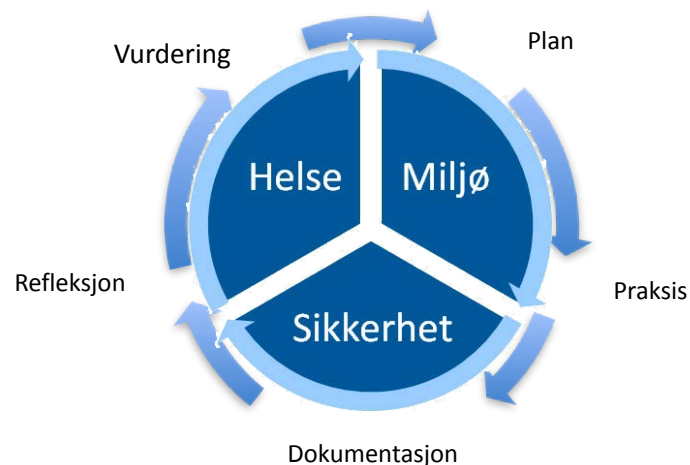 Vurdering
Plan
Helse
Miljø
Refleksjon
Praksis
Sikkerhet
Dokumentasjon